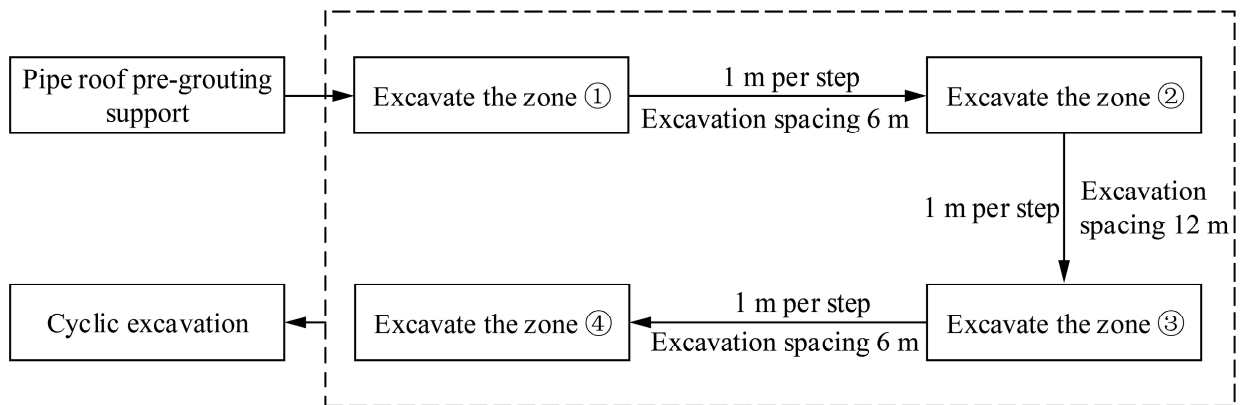 Pipe roof pre-grouting
support
Excavate the zone ①
1 m per step
Excavation spacing 6 m
Excavate the zone ②
1 m per step
Excavation
spacing 12 m
Excavate the zone ③
1 m per step
Excavation spacing 6 m
Excavate the zone ④
Cyclic excavation